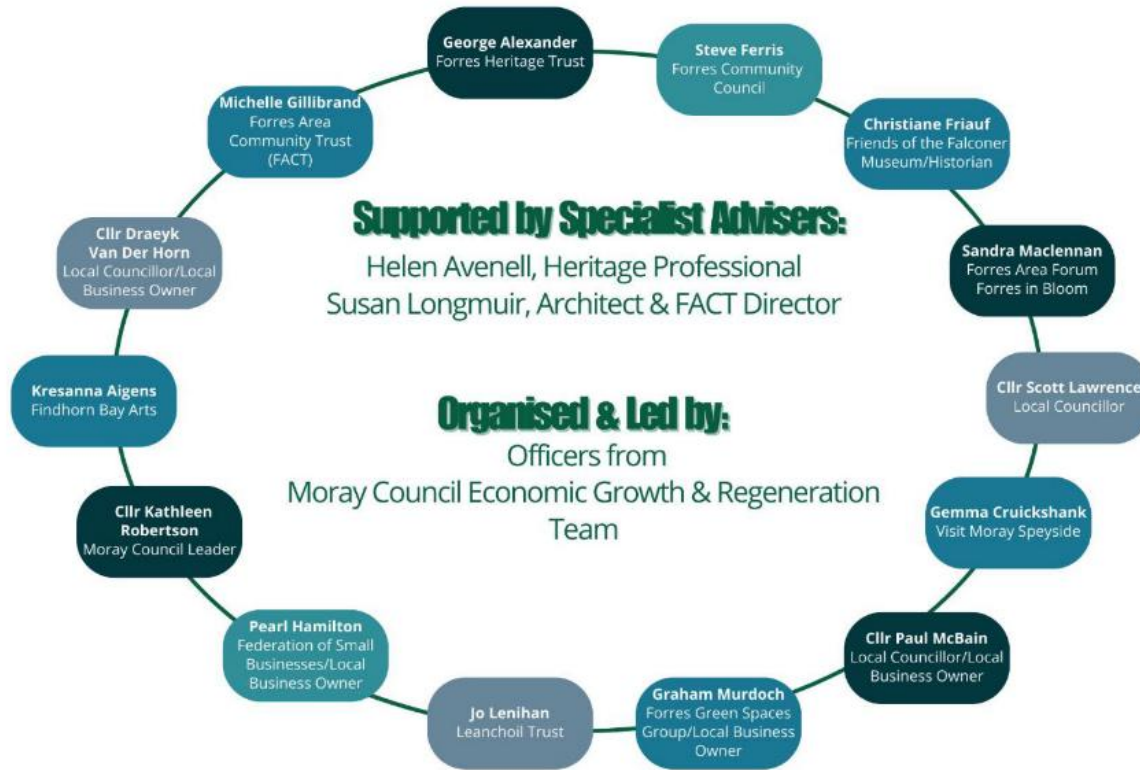 George Alexander
Forres Heritage Trust
Steve Ferris
Forres Community
Council
Christiane Friauf
Friends of the Falconer
Museum/Historian
Sandra Maclennan
Forres Area Forum
Forres in Bloom
Cllr Scott Lawrence
Local Councillor
Gemma Cruickshank
Visit Moray Speyside
Cllr Paul McBain
Local Councillor/Local
Business Owner
Graham Murdoch
Forres Green Spaces
Group/Local Business
Owner
Jo Lenihan
Leanchoil Trust
Pearl Hamilton
Federation of Small
Businesses/Local
Business Owner
Cllr Kathleen
Robertson
Moray Council Leader
Kresanna Aigens
Findhorn Bay Arts
Cllr Draeyk
Van Der Horn
Local Councillor/Local
Business Owner
Michelle Gillibrand
Forres Area
Community Trust
(FACT)
Supported by Specialist Advisers:
Helen Avenell, Heritage Professional
Susan Longmuir, Architect & FACT Director
Organised & Led by:
Officers from
Moray Council Economic Growth & Regeneration
Team